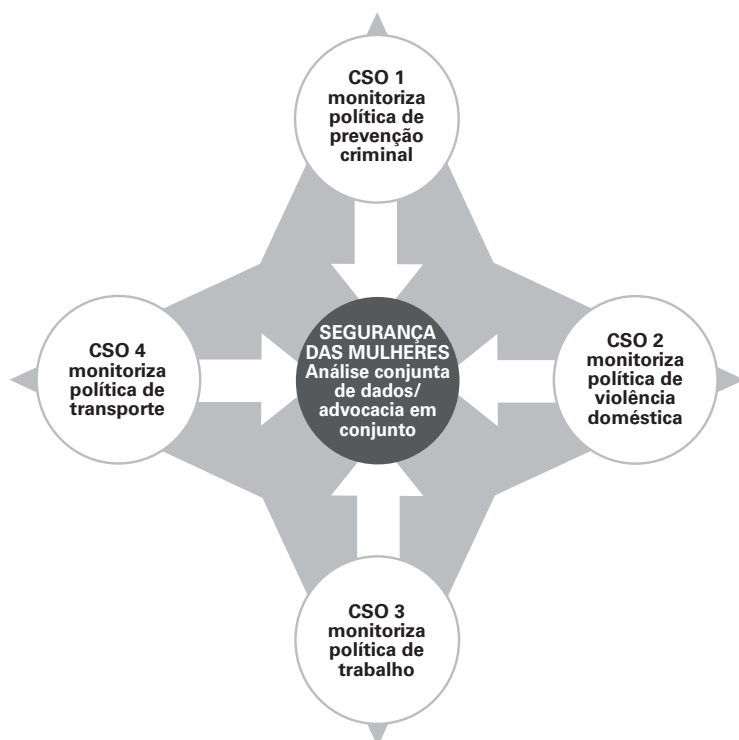 CSO 1
monitoriza
política de
prevenção
criminal
CSO 4
monitoriza
política de
transporte
SEGURANÇA
DAS MULHERES
Análise conjunta
de dados/
advocacia em
conjunto
CSO 2
monitoriza
política de
violência
doméstica
CSO 3
monitoriza
política de
trabalho